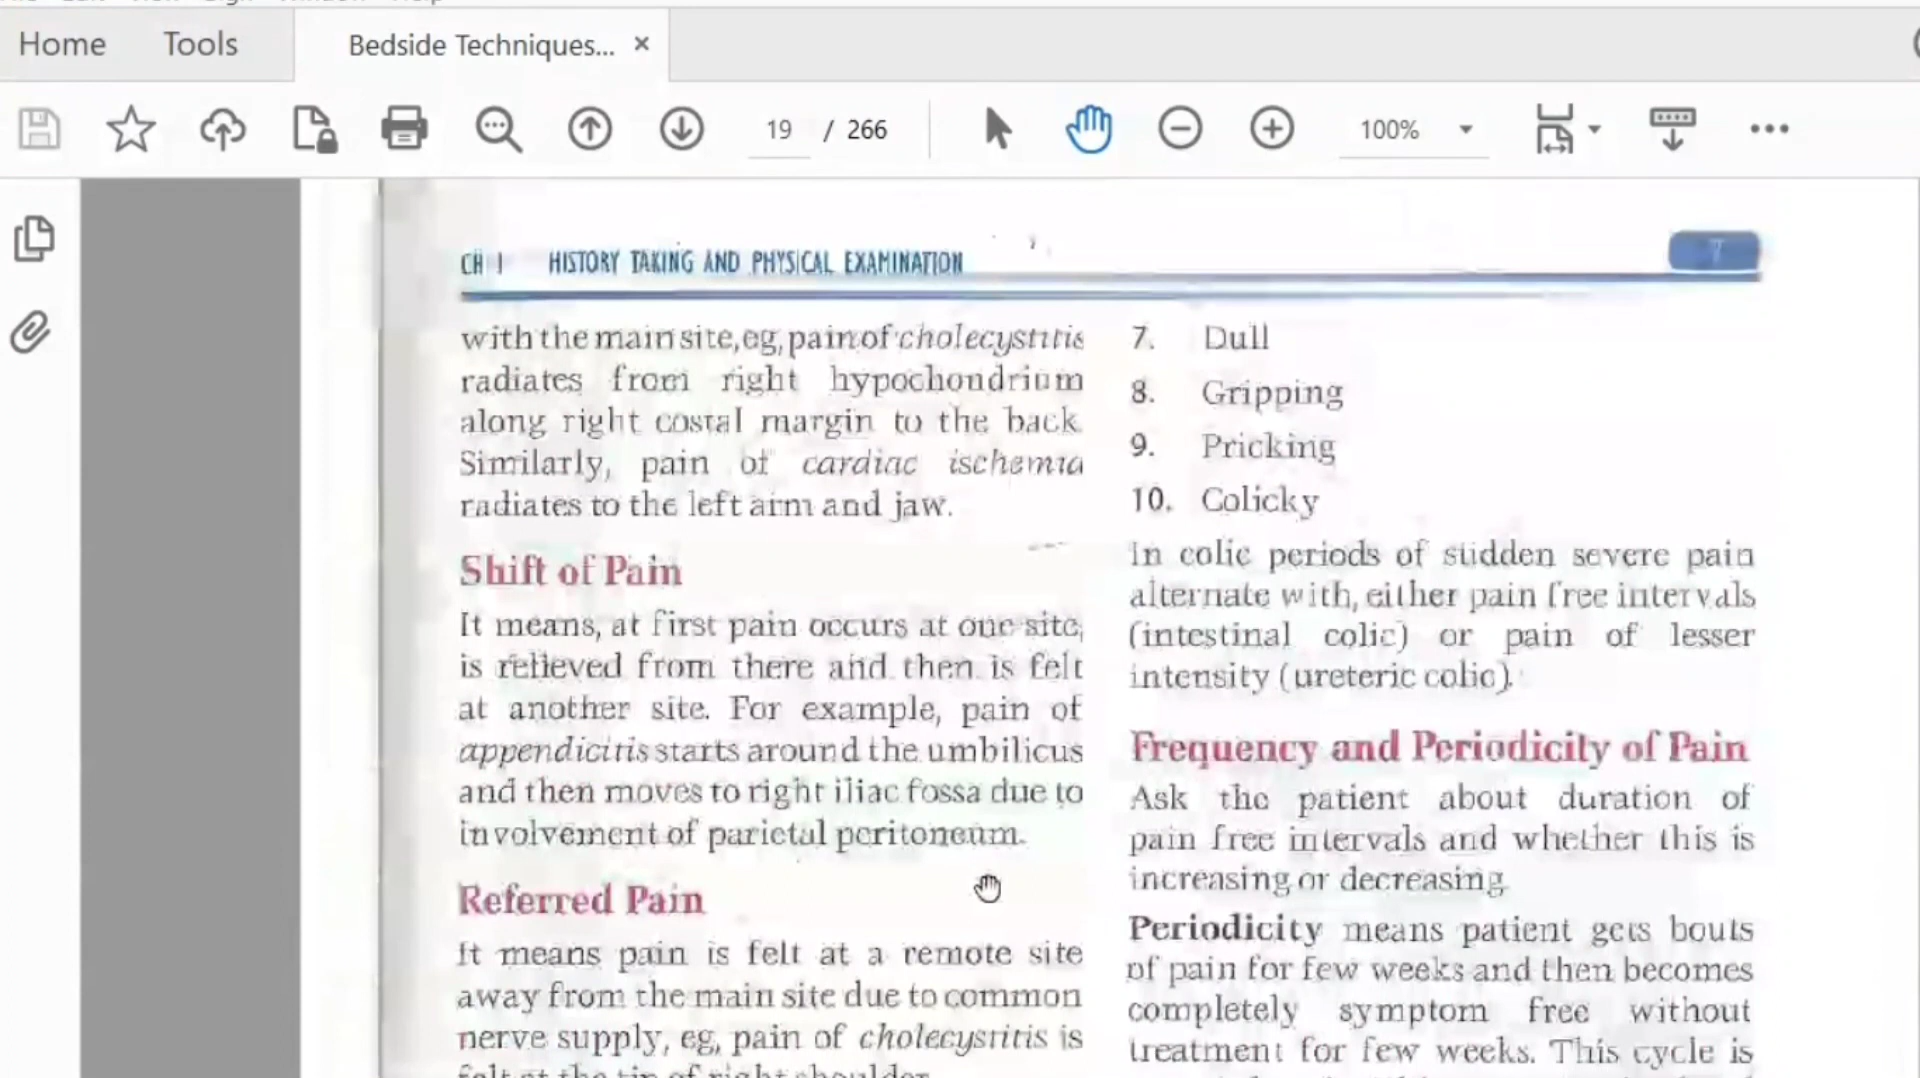 Home Tools Bedside Techniques... ×
19 / 266 100%
CH 1 HISTORY TAKING AND PHYSICAL EXAMINATION 7
with the main site, eg, pain of cholecystitis
radiates from right hypochondrium
along right costal margin to the back.
Similarly, pain of cardiac ischemia
radiates to the left arm and jaw.
Shift of Pain
It means, at first pain occurs at one site,
is relieved from there and then is felt
at another site. For example, pain of
appendicitis starts around the umbilicus
and then moves to right iliac fossa due to
involvement of parietal peritoneum.
Referred Pain
It means pain is felt at a remote site
away from the main site due to common
nerve supply, eg, pain of cholecystitis is
felt at the tip of right shoulder
7. Dull
8. Gripping
9. Pricking
10. Colicky
In colic periods of sudden severe pain
alternate with, either pain free intervals
(intestinal colic) or pain of lesser
intensity (ureteric colic).
Frequency and Periodicity of Pain
Ask the patient about duration of
pain free intervals and whether this is
increasing or decreasing
Periodicity means patient gets bouts
of pain for few weeks and then becomes
completely symptom free without
treatment for few weeks. This cycle is